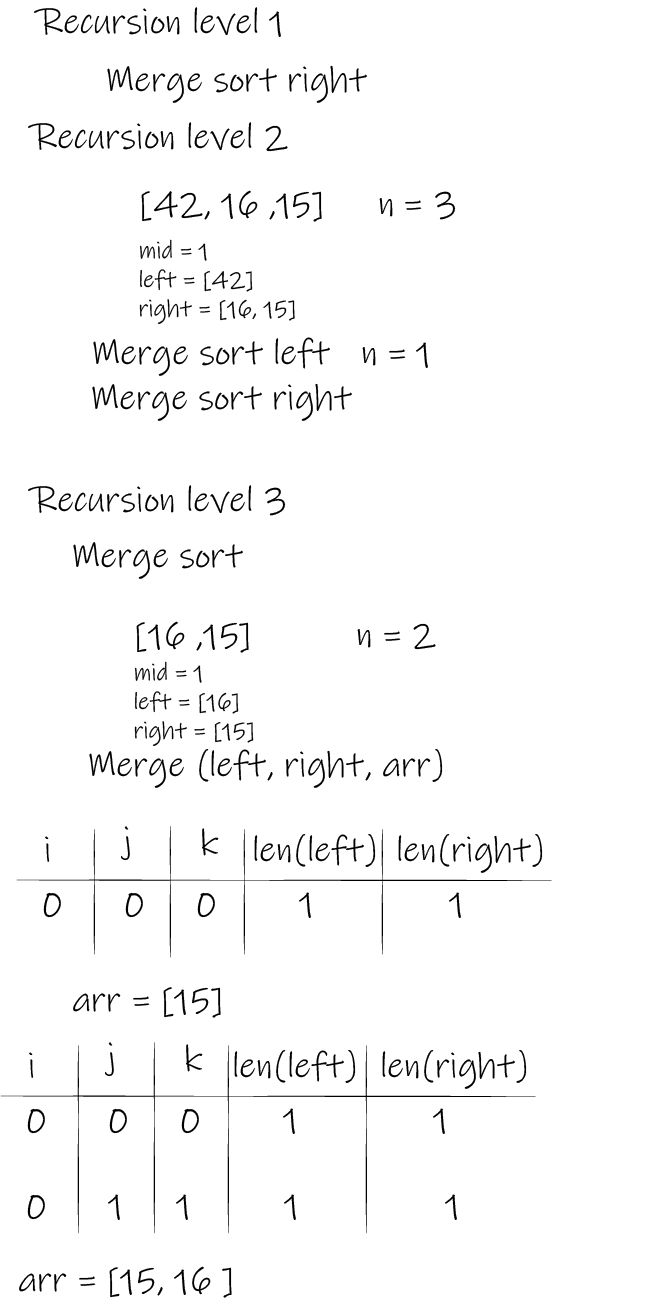 Recursion level 1
Merge sort right
Recursion level 2
[42, 16 ,15] n = 3
mid = 1
left = [42]
right = [16, 15]
Merge sort left n = 1
Merge sort right
Recursion level 3
Merge sort
[16 ,15] n = 2
mid = 1
left = [16]
right = [15]
Merge (left, right, arr)
i j k len(left) len(right)
0 0 0 1 1
arr = [15]
i j k len(left) len(right)
0 0 0 1 1
0 1 1 1 1
arr = [15, 16 ]